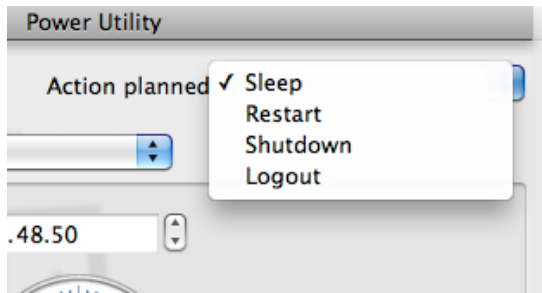 Power Utility
Action planned ✓ Sleep
Restart
Shutdown
Logout
.48.50